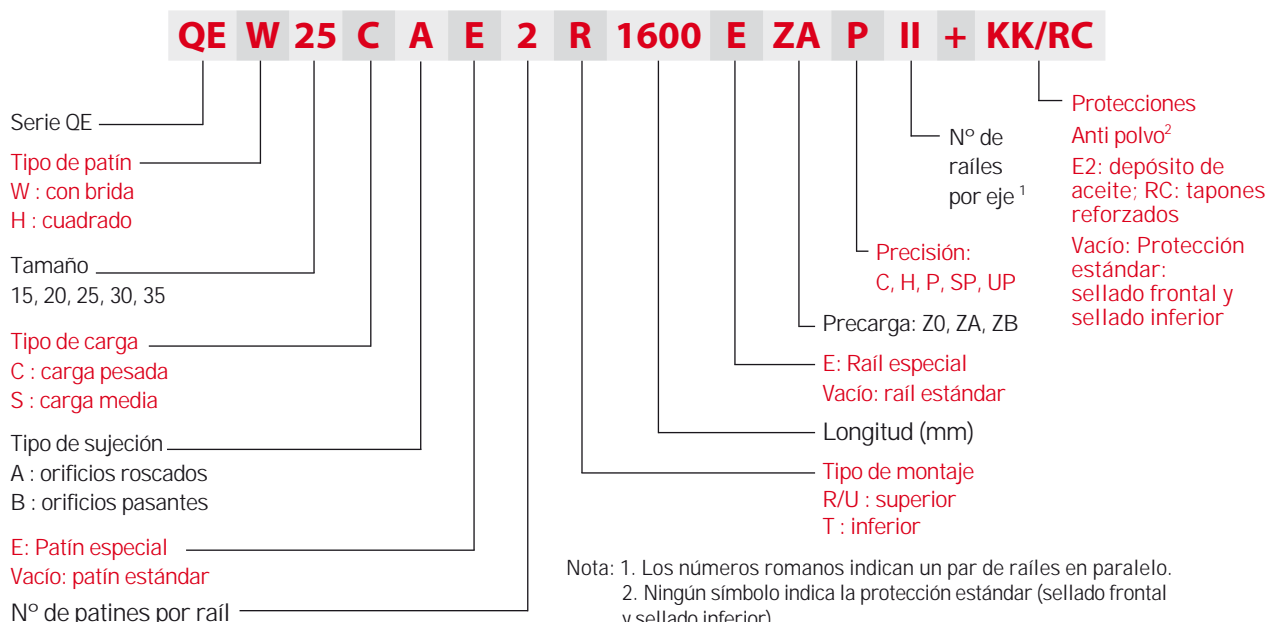 QE W 25 C A E 2 R 1600 E ZA P II + KK/RC
Serie QE
Tipo de patín
W : con brida
H : cuadrado
Tamaño
15, 20, 25, 30, 35
Tipo de carga
C : carga pesada
S : carga media
Tipo de sujeción
A : orificios roscados
B : orificios pasantes
E: Patín especial
Vacío: patín estándar
Nº de patines por raíl
Protecciones
Anti polvo²
E2: depósito de
aceite; RC: tapones
reforzados
Vacío: Protección
estándar:
sellado frontal y
sellado inferior
Nº de
raíles
por eje ¹
Precisión:
C, H, P, SP, UP
Precarga: Z0, ZA, ZB
E: Raíl especial
Vacío: raíl estándar
Longitud (mm)
Tipo de montaje
R/U : superior
T : inferior
Nota: 1. Los números romanos indican un par de raíles en paralelo.
2. Ningún símbolo indica la protección estándar (sellado frontal
y sellado inferior)